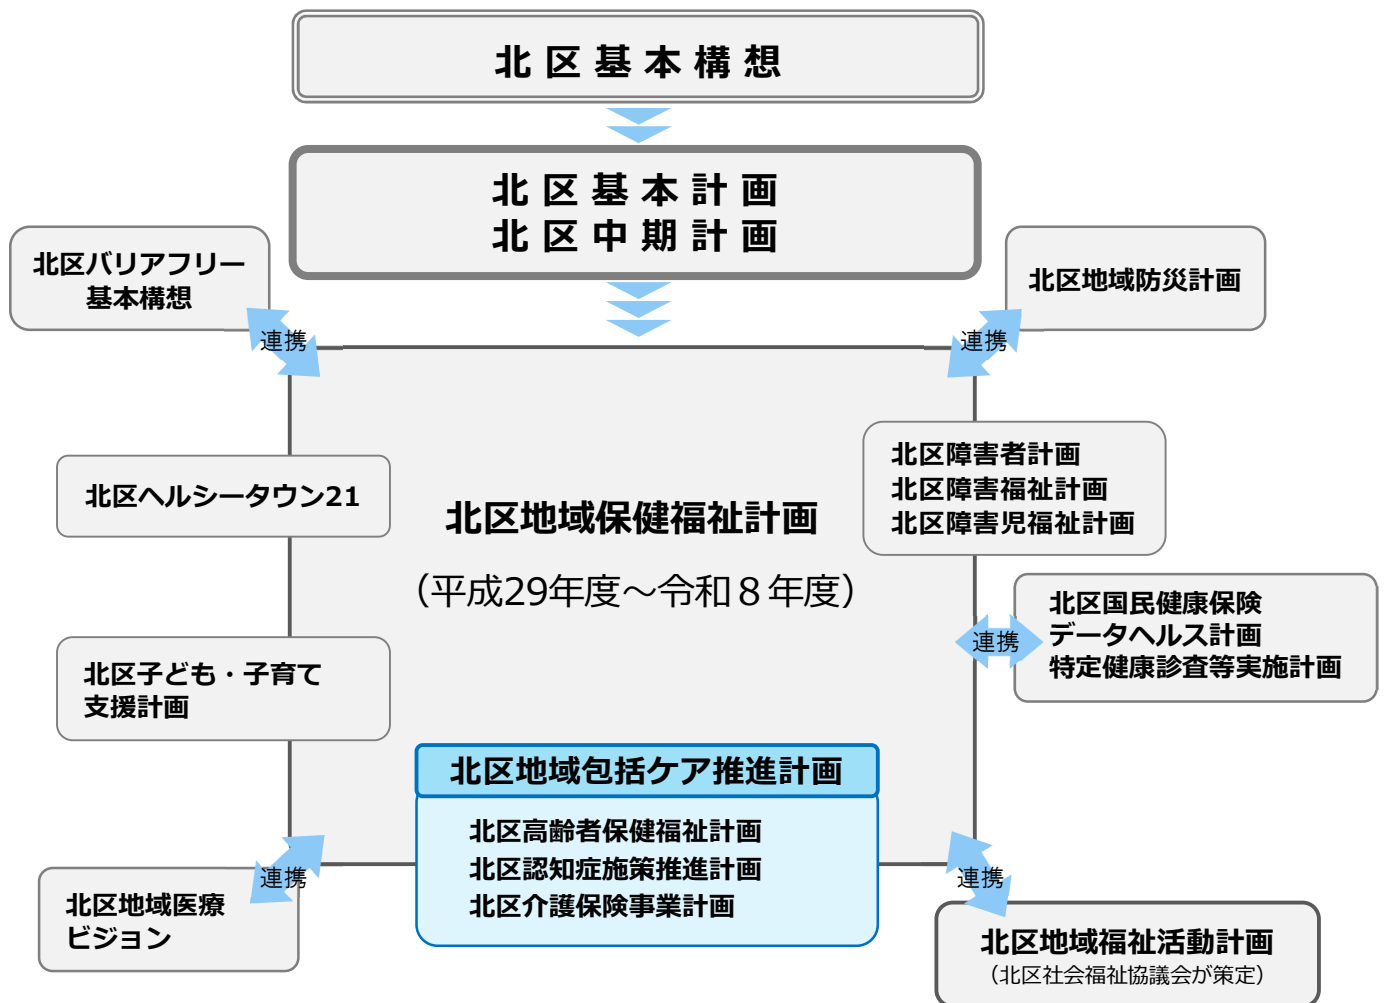 北区基本構想
北区基本計画
北区中期計画
北区バリアフリー
基本構想
北区地域防災計画
連携
連携
北区障害者計画
北区障害福祉計画
北区障害児福祉計画
北区ヘルシータウン21
北区地域保健福祉計画
（平成29年度～令和８年度）
北区国民健康保険
データヘルス計画
特定健康診査等実施計画
連携
北区子ども・子育て
支援計画
北区地域包括ケア推進計画
北区高齢者保健福祉計画
北区認知症施策推進計画
北区介護保険事業計画
連携
連携
北区地域医療
ビジョン
北区地域福祉活動計画
（北区社会福祉協議会が策定）